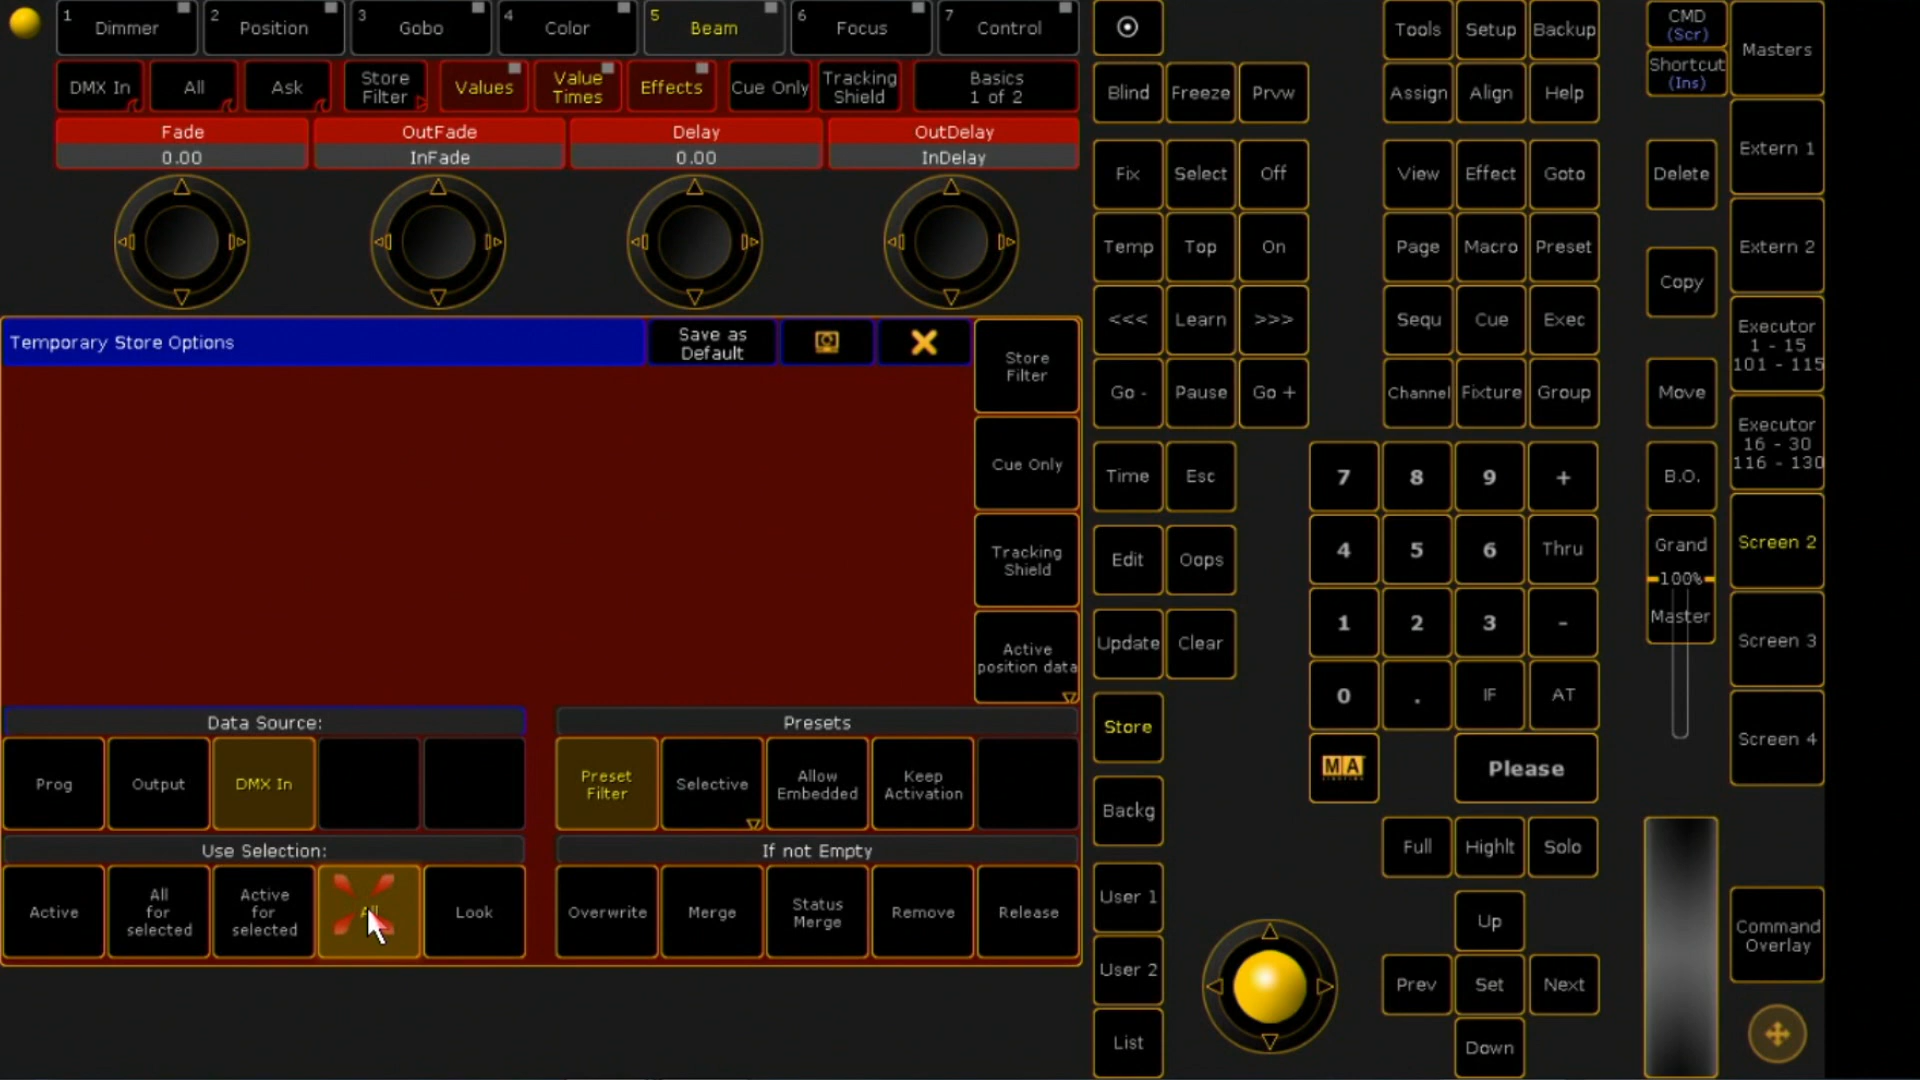 1 Dimmer
2 Position
3 Gobo
4 Color
5 Beam
6 Focus
7 Control
DMX In
All
Ask
Store
Filter
Values
Value
Times
Effects
Cue Only
Tracking
Shield
Basics
1 of 2
Fade
0.00
OutFade
InFade
Delay
0.00
OutDelay
InDelay
Temporary Store Options
Save as
Default
Store
Filter
Cue Only
Tracking
Shield
Active
position data
Data Source:
Prog
Output
DMX In
Presets
Preset
Filter
Selective
Allow
Embedded
Keep
Activation
Use Selection:
Active
All
for
selected
Active
for
selected
All
Look
If not Empty
Overwrite
Merge
Status
Merge
Remove
Release
Blind
Freeze
Prvw
Fix
Select
Off
Temp
Top
On
<<<
Learn
>>>
Go -
Pause
Go +
Time
Esc
Edit
Oops
Update
Clear
Store
Backg
User 1
User 2
List
Tools
Setup
Backup
Assign
Align
Help
View
Effect
Goto
Page
Macro
Preset
Sequ
Cue
Exec
Channel
Fixture
Group
7
8
9
+
4
5
6
Thru
1
2
3
-
0
.
IF
AT
MA
LIGHTING
Please
Full
Highlt
Solo
Up
Prev
Set
Next
Down
CMD
(Scr)
Shortcut
(Ins)
Delete
Copy
Move
B.O.
Grand
100%
Master
Masters
Extern 1
Extern 2
Executor
1 - 15
101 - 115
Executor
16 - 30
116 - 130
Screen 2
Screen 3
Screen 4
Command
Overlay